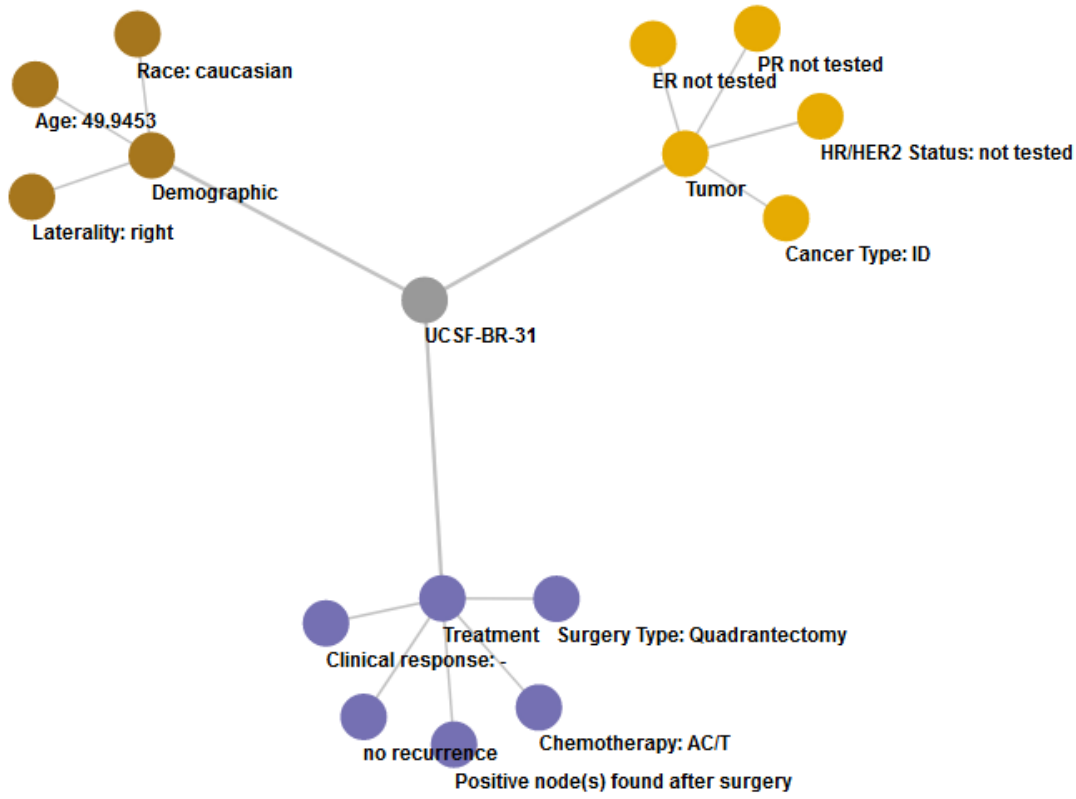 Race: caucasian
Age: 49.9453
Demographic
Laterality: right
ER not tested
PR not tested
HR/HER2 Status: not tested
Tumor
Cancer Type: ID
UCSF-BR-31
Treatment
Surgery Type: Quadrantectomy
Clinical response: -
Chemotherapy: AC/T
no recurrence
Positive node(s) found after surgery